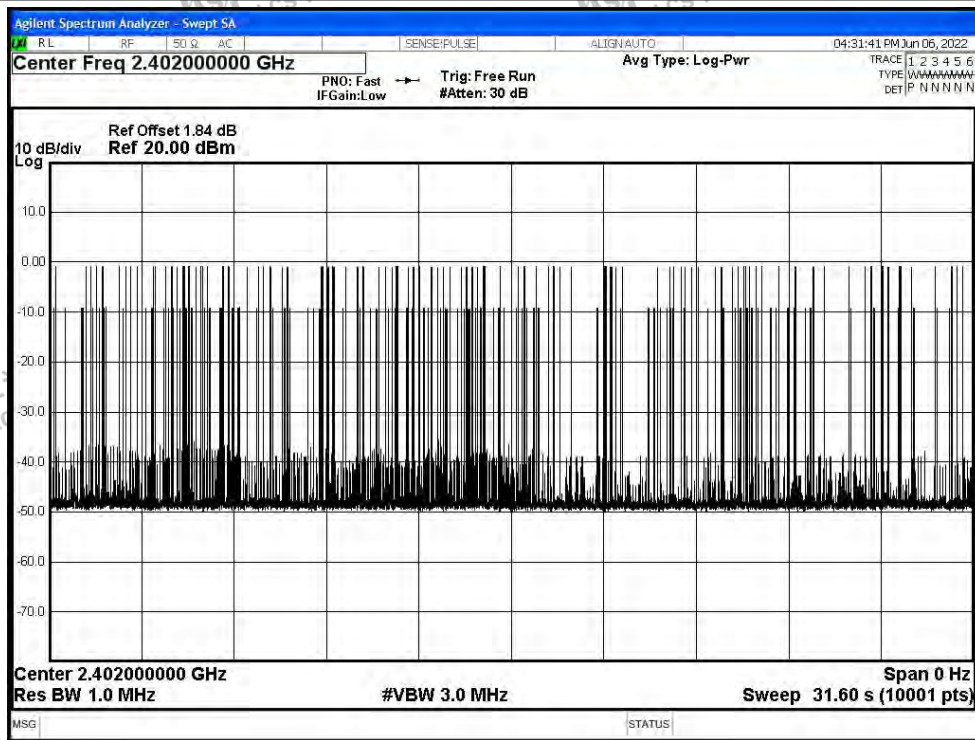 Agilent Spectrum Analyzer - Swept SA
RL RF 50 Ω AC SENSE:PULSE ALIGN AUTO 04:31:41 PM Jun 06, 2022
Center Freq 2.402000000 GHz
Avg Type: Log-Pwr
TRACE 1 2 3 4 5 6
PNO: Fast Trig: Free Run
TYPE
IFGain:Low #Atten: 30 dB
DET P N N N N N
Ref Offset 1.84 dB
10 dB/div Ref 20.00 dBm
Log
10.0
0.00
-10.0
-20.0
-30.0
-40.0
-50.0
-60.0
-70.0
Center 2.402000000 GHz Span 0 Hz
Res BW 1.0 MHz #VBW 3.0 MHz Sweep 31.60 s (10001 pts)
MSG STATUS